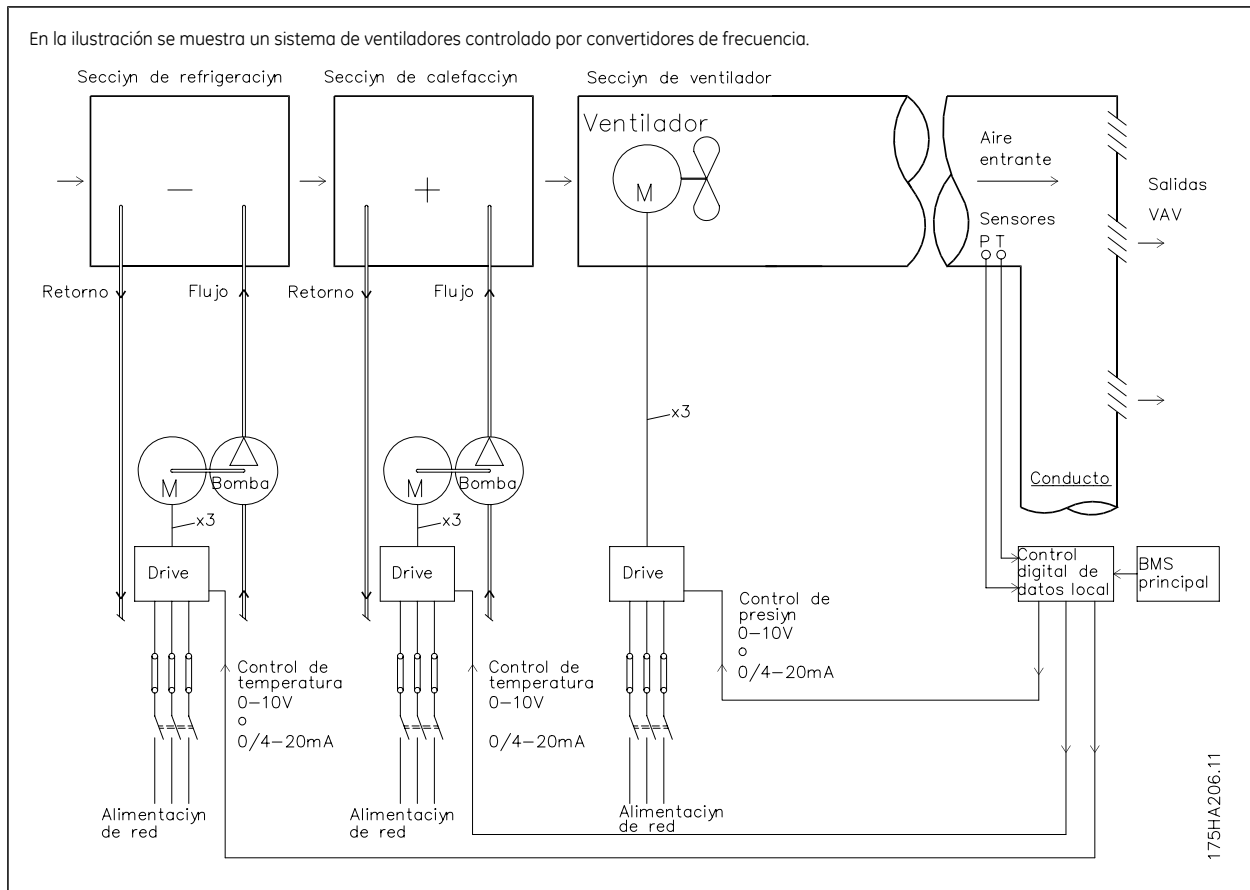 En la ilustración se muestra un sistema de ventiladores controlado por convertidores de frecuencia.
Secciyn de refrigeraciyn
Secciyn de calefacciyn
Secciyn de ventilador
Ventilador
M
Aire
entrante
Salidas
VAV
Sensores
P T
Retorno
Flujo
Retorno
Flujo
x3
M
Bomba
M
Bomba
x3
x3
Conducto
Drive
Drive
Drive
Control
digital de
datos local
BMS
principal
Control de
presiyn
0-10V
o
0/4-20mA
Control de
temperatura
0-10V
o
0/4-20mA
Control de
temperatura
0-10V
0/4-20mA
Alimentaciyn
de red
Alimentaciyn
de red
Alimentaciyn
de red
175HA206.11